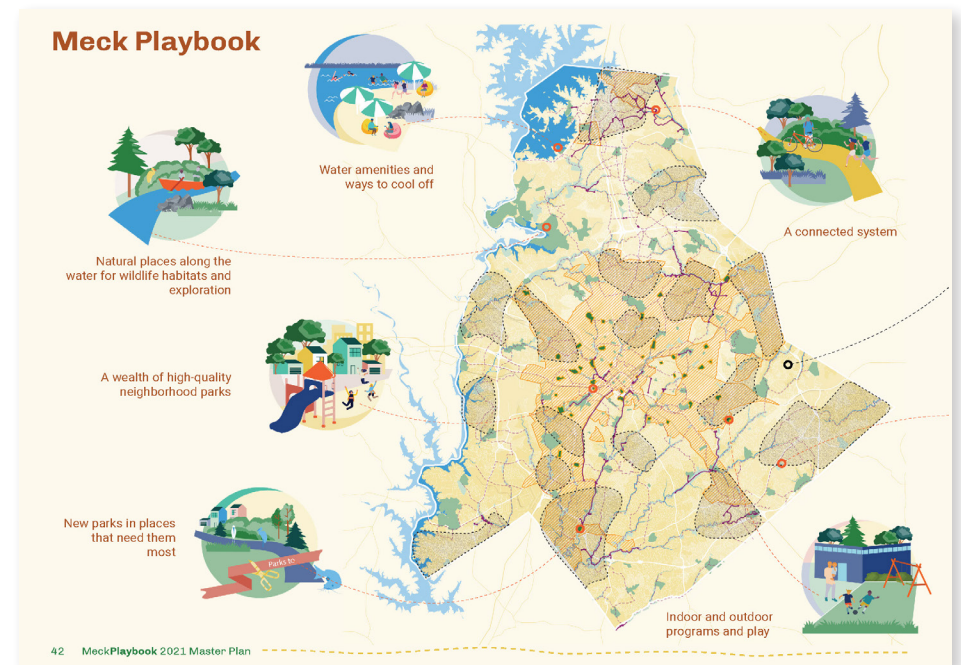 Meck Playbook
Water amenities and
ways to cool off
A connected system
Natural places along the
water for wildlife habitats and
exploration
A wealth of high-quality
neighborhood parks
New parks in places
that need them
most
Parks to
Indoor and outdoor
programs and play
42 MeckPlaybook 2021 Master Plan